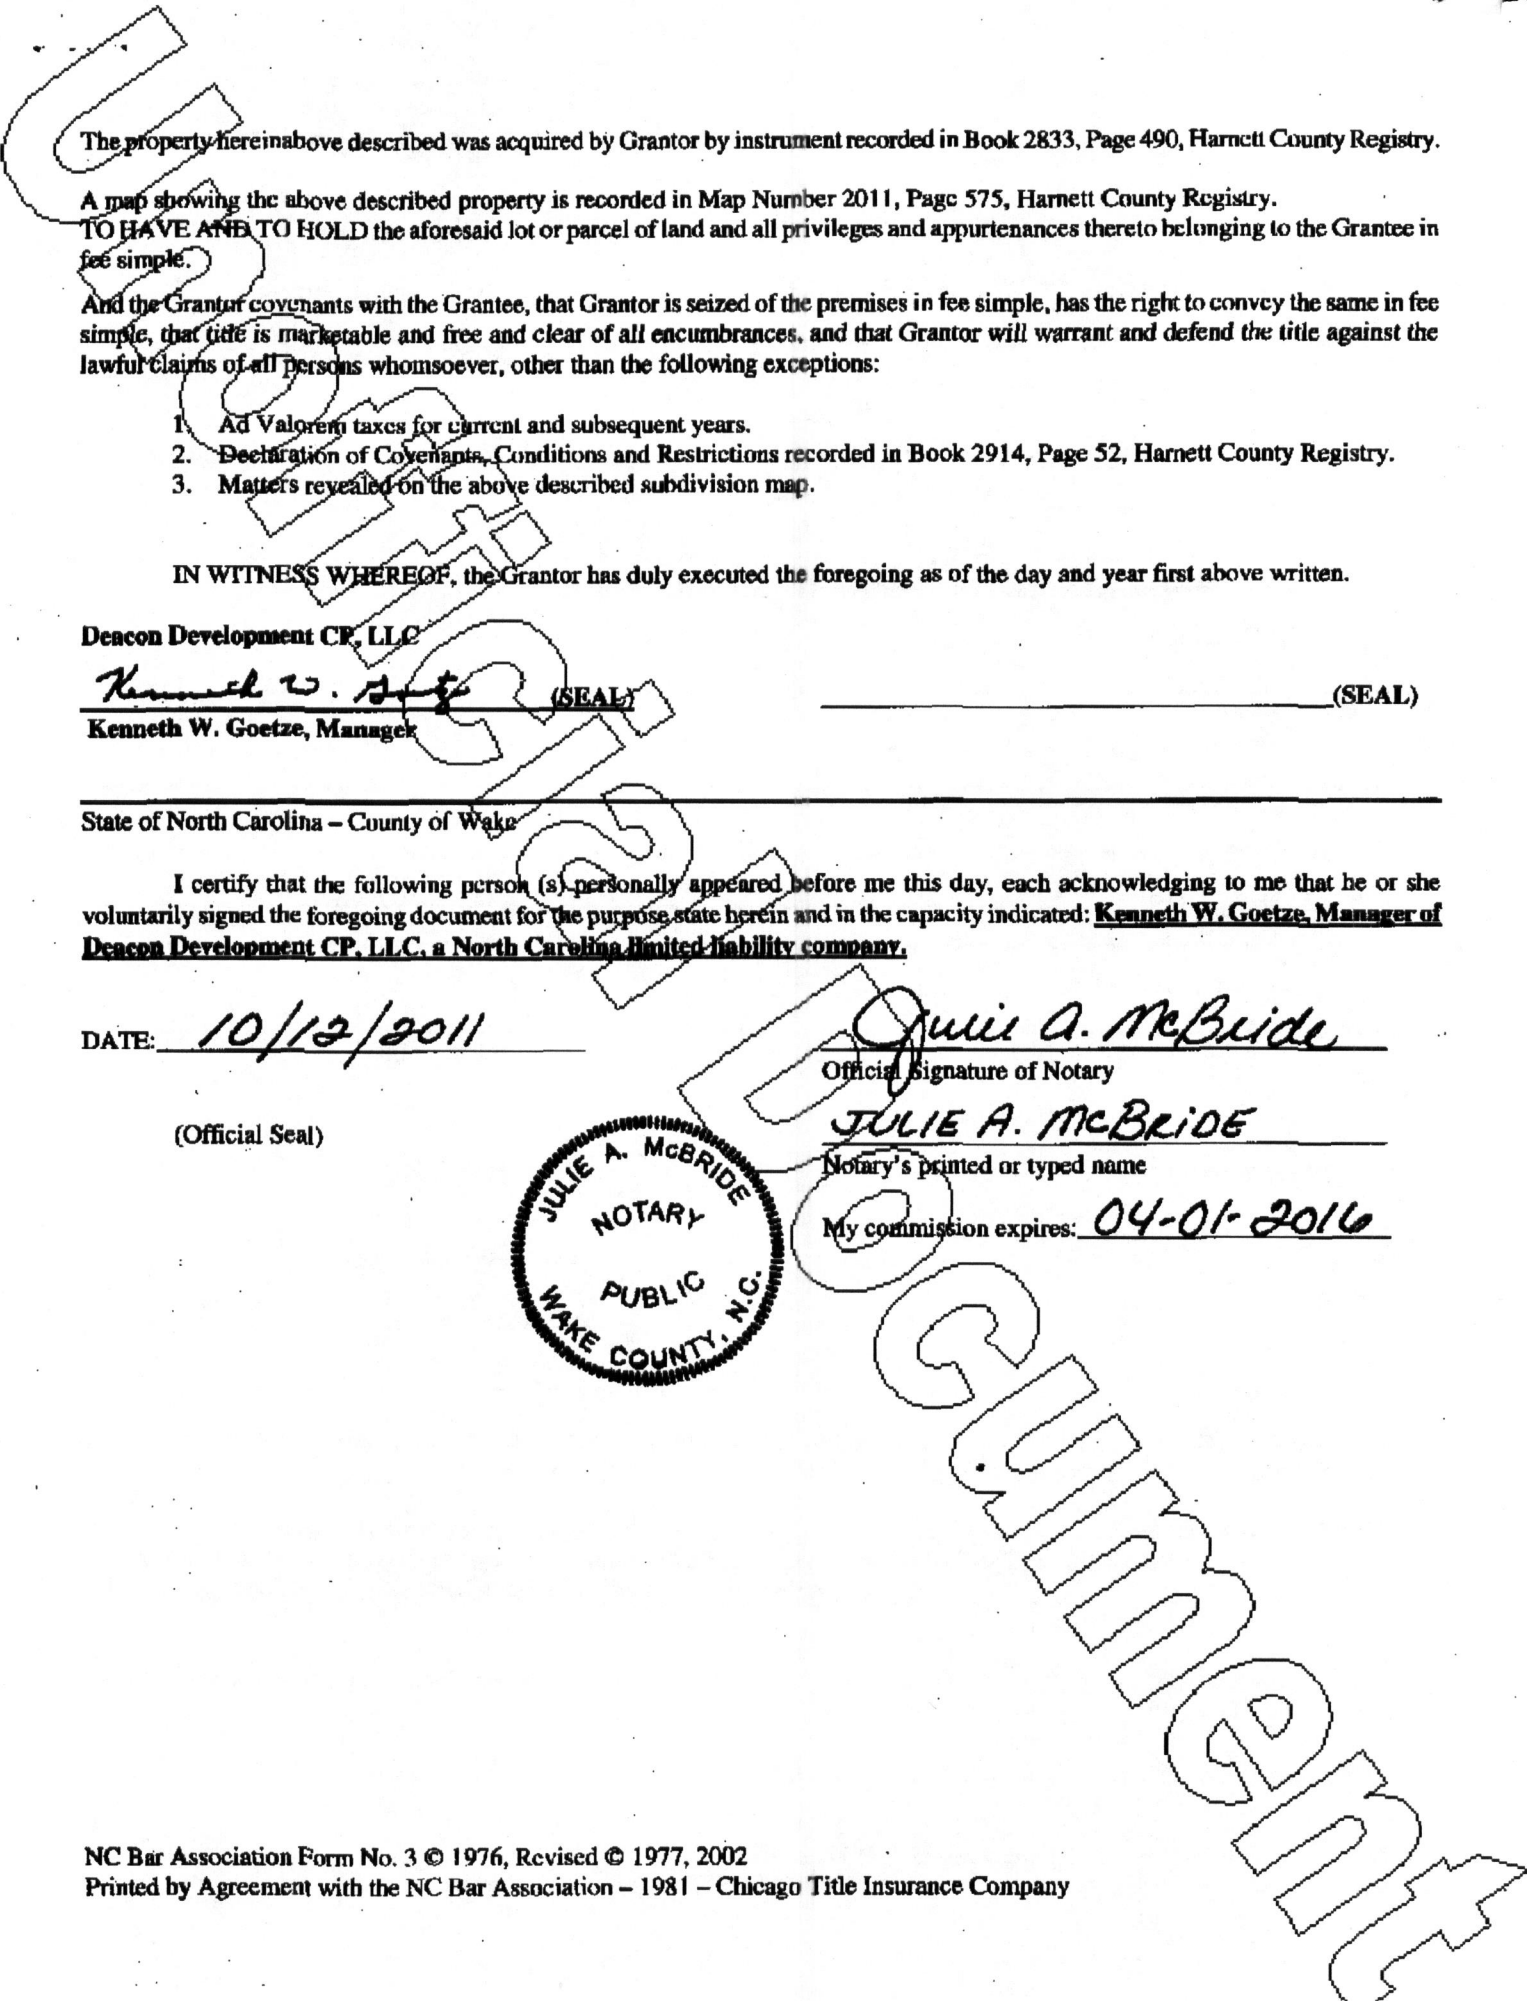 The property hereinabove described was acquired by Grantor by instrument recorded in Book 2833, Page 490, Harnett County Registry.
A map showing the above described property is recorded in Map Number 2011, Page 575, Harnett County Registry.
TO HAVE AND TO HOLD the aforesaid lot or parcel of land and all privileges and appurtenances thereto belonging to the Grantee in
fee simple.
And the Grantor covenants with the Grantee, that Grantor is seized of the premises in fee simple, has the right to convey the same in fee
simple, that title is marketable and free and clear of all encumbrances, and that Grantor will warrant and defend the title against the
lawful claims of all persons whomsoever, other than the following exceptions:
1. Ad Valorem taxes for current and subsequent years.
2. Declaration of Covenants, Conditions and Restrictions recorded in Book 2914, Page 52, Harnett County Registry.
3. Matters revealed on the above described subdivision map.
IN WITNESS WHEREOF, the Grantor has duly executed the foregoing as of the day and year first above written.
Deacon Development CP, LLC
Kenneth W. Goetze (SEAL) (SEAL)
Kenneth W. Goetze, Manager
State of North Carolina – County of Wake
I certify that the following person (s) personally appeared before me this day, each acknowledging to me that he or she
voluntarily signed the foregoing document for the purpose state herein and in the capacity indicated: Kenneth W. Goetze, Manager of
Deacon Development CP, LLC, a North Carolina limited liability company.
DATE: 10/12/2011 Julie A. McBride
Official Signature of Notary
(Official Seal) JULIE A. McBRIDE
Notary's printed or typed name
My commission expires: 04-01-2016
JULIE A. McBRIDE
NOTARY
PUBLIC
WAKE COUNTY, N.C.
NC Bar Association Form No. 3 © 1976, Revised © 1977, 2002
Printed by Agreement with the NC Bar Association – 1981 – Chicago Title Insurance Company
Unofficial Document